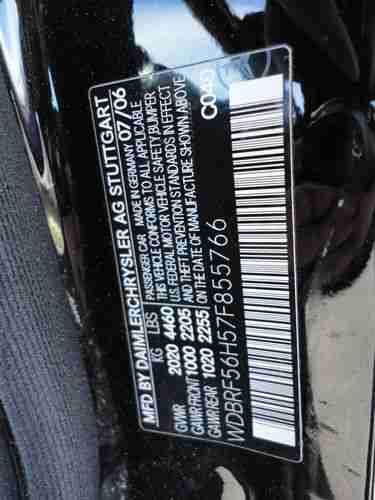 MFD BY DAIMLERCHRYSLER AG STUTTGART
MADE IN GERMANY 07/06
PASSENGER CAR
THIS VEHICLE CONFORMS TO ALL APPLICABLE
U.S. FEDERAL MOTOR VEHICLE SAFETY/BUMPER
AND THEFT PREVENTION STANDARDS IN EFFECT
ON THE DATE OF MANUFACTURE SHOWN ABOVE
KG LBS
GVWR 2020 4460
GAWR FRONT 1000 2205
GAWR REAR 1020 2255
C040
WDBRF56H57F855766